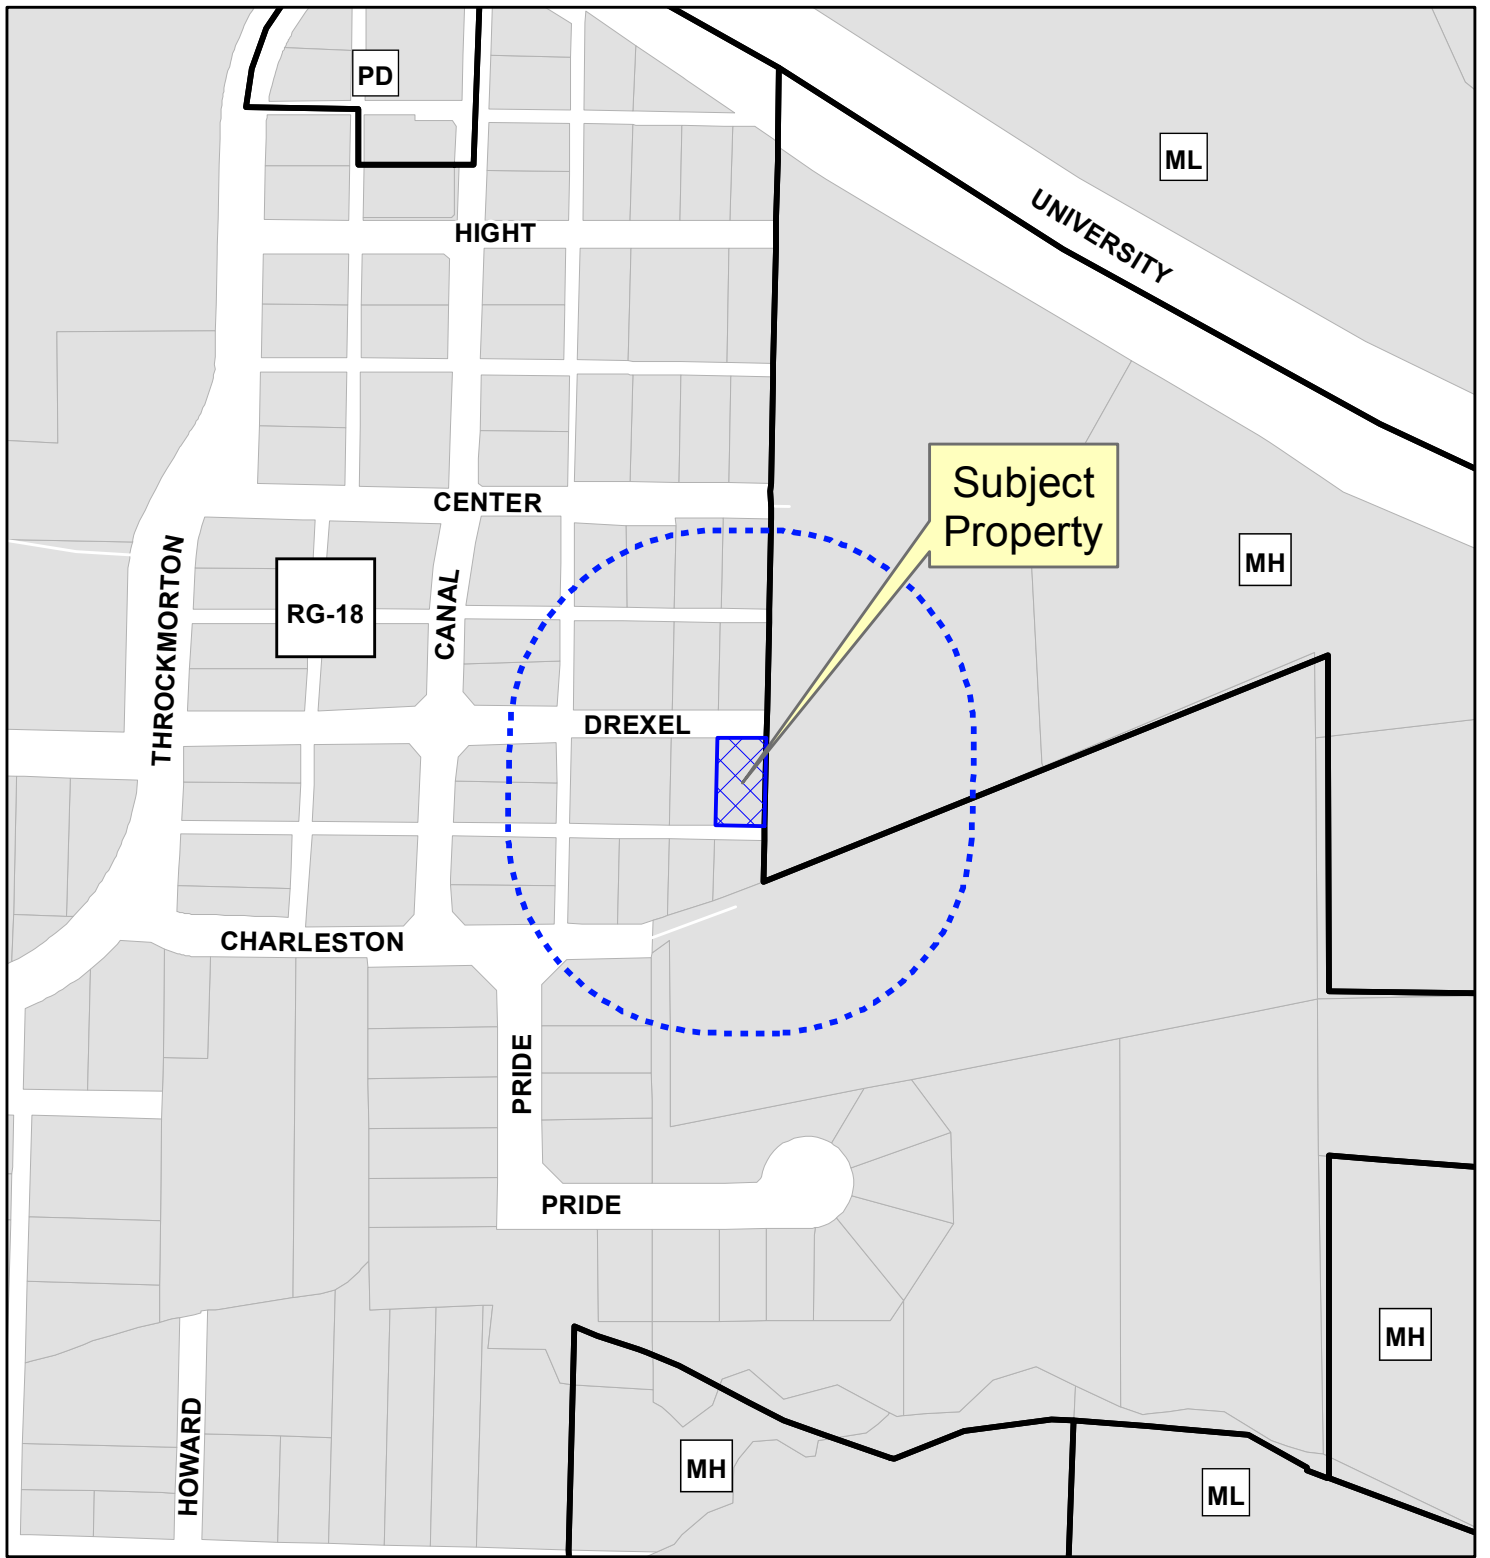 PD
ML
UNIVERSITY
HIGHT
Subject
Property
CENTER
MH
THROCKMORTON
RG-18
CANAL
DREXEL
CHARLESTON
PRIDE
PRIDE
MH
HOWARD
MH
ML